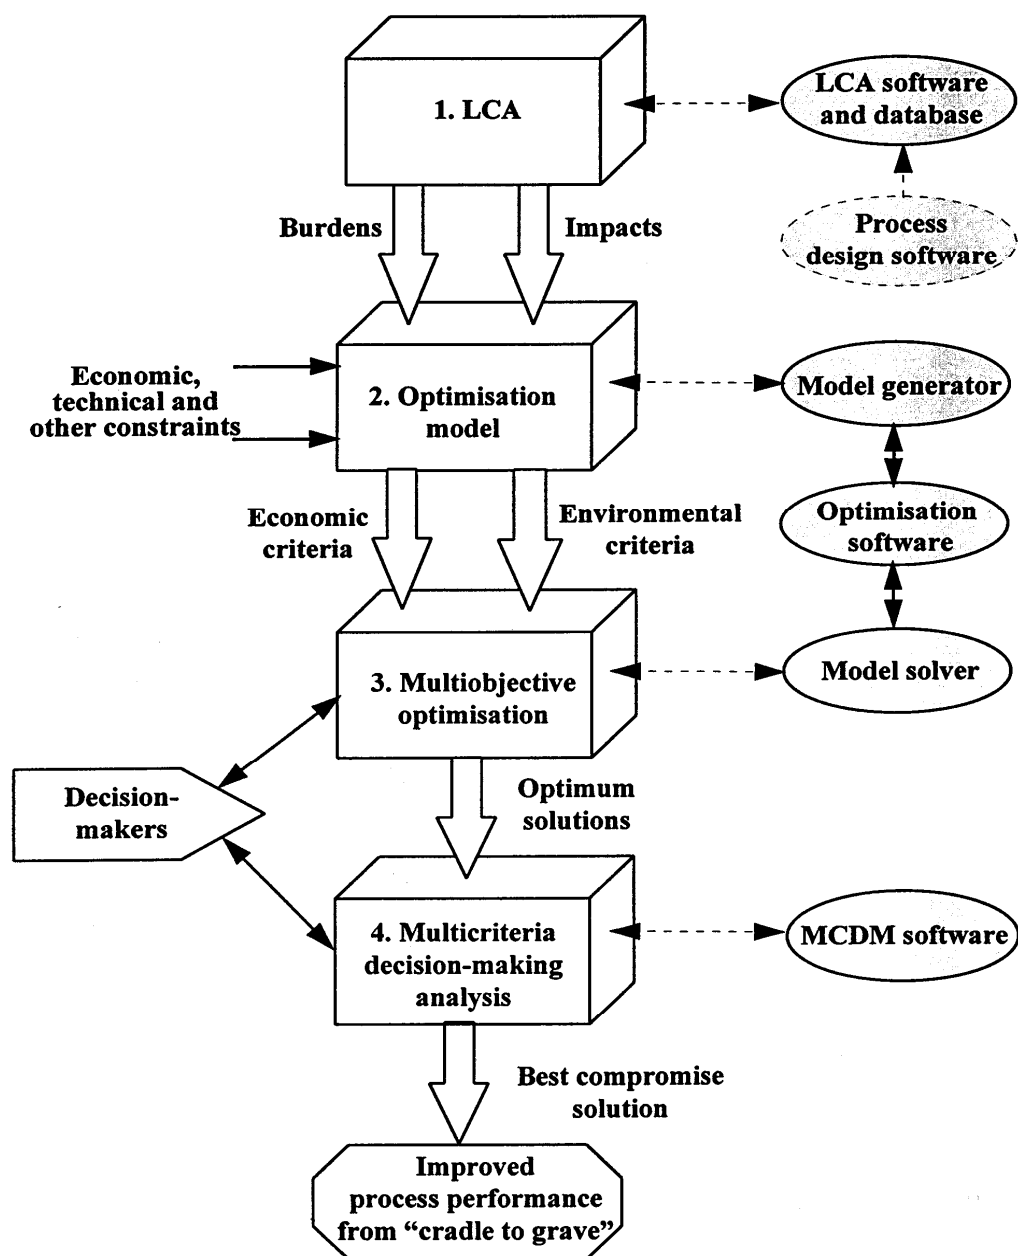 1. LCA
LCA software
and database
Burdens
Impacts
Process
design software
Economic,
technical and
other constraints
2. Optimisation
model
Model generator
Economic
criteria
Environmental
criteria
Optimisation
software
3. Multiobjective
optimisation
Model solver
Decision-
makers
Optimum
solutions
4. Multicriteria
decision-making
analysis
MCDM software
Best compromise
solution
Improved
process performance
from “cradle to grave”